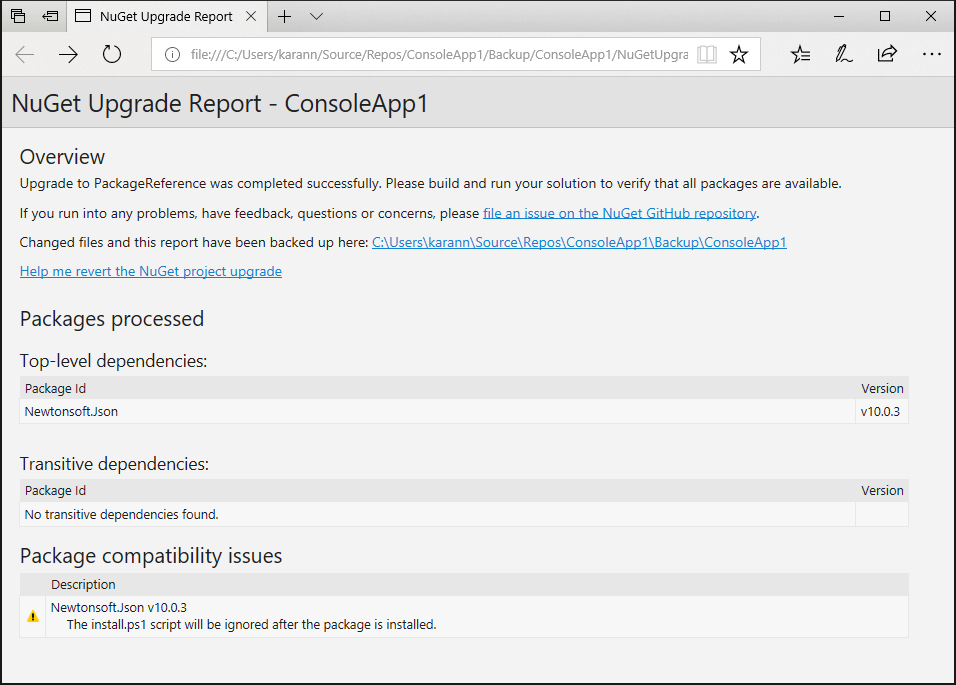 NuGet Upgrade Report
file:///C:/Users/karann/Source/Repos/ConsoleApp1/Backup/ConsoleApp1/NuGetUpgra
NuGet Upgrade Report - ConsoleApp1
Overview
Upgrade to PackageReference was completed successfully. Please build and run your solution to verify that all packages are available.
If you run into any problems, have feedback, questions or concerns, please file an issue on the NuGet GitHub repository.
Changed files and this report have been backed up here: C:\Users\karann\Source\Repos\ConsoleApp1\Backup\ConsoleApp1
Help me revert the NuGet project upgrade
Packages processed
Top-level dependencies:
Package Id Version
Newtonsoft.Json v10.0.3
Transitive dependencies:
Package Id Version
No transitive dependencies found.
Package compatibility issues
Description
Newtonsoft.Json v10.0.3
The install.ps1 script will be ignored after the package is installed.